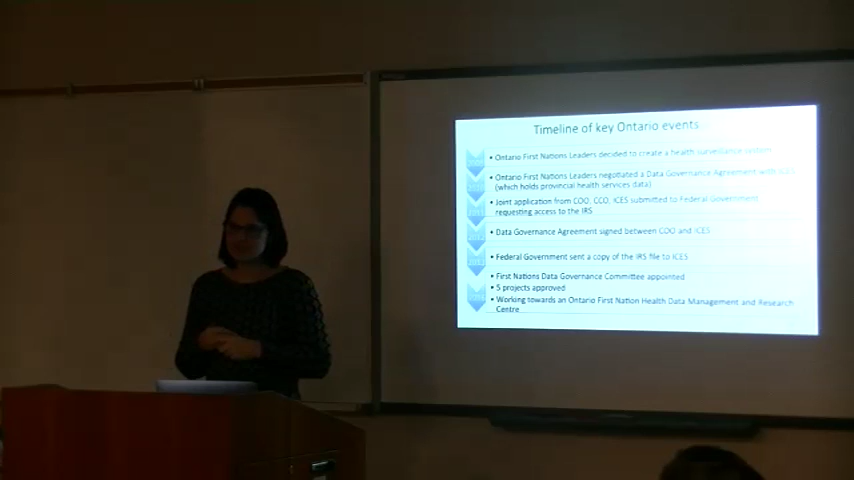 Timeline of key Ontario events
• Ontario First Nations Leaders decided to create a health surveillance system
• Ontario First Nations Leaders negotiated a Data Governance Agreement with ICES
(which holds provincial health services data)
• Joint application from COO, CCO, ICES submitted to Federal Government
requesting access to the IRS
2012 • Data Governance Agreement signed between COO and ICES
• Federal Government sent a copy of the IRS file to ICES
• First Nations Data Governance Committee appointed
• 5 projects approved
• Working towards an Ontario First Nation Health Data Management and Research
Centre